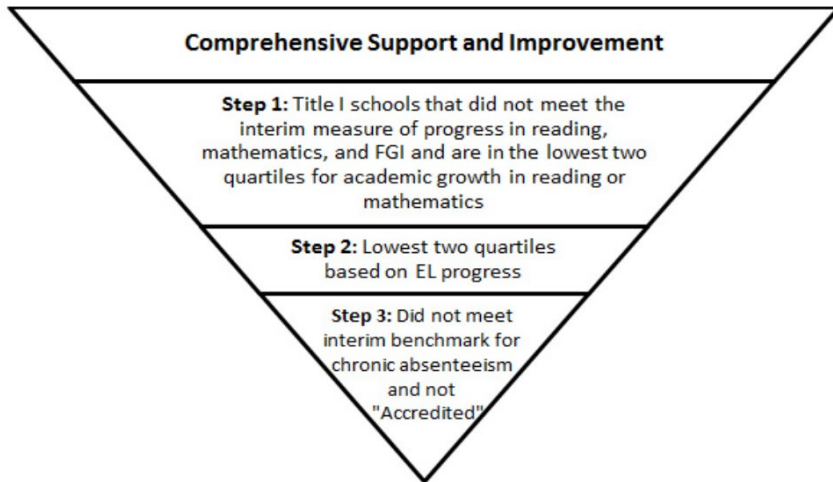 Comprehensive Support and Improvement
Step 1: Title I schools that did not meet the
interim measure of progress in reading,
mathematics, and FGI and are in the lowest two
quartiles for academic growth in reading or
mathematics
Step 2: Lowest two quartiles
based on EL progress
Step 3: Did not meet
interim benchmark for
chronic absenteeism
and not
"Accredited"